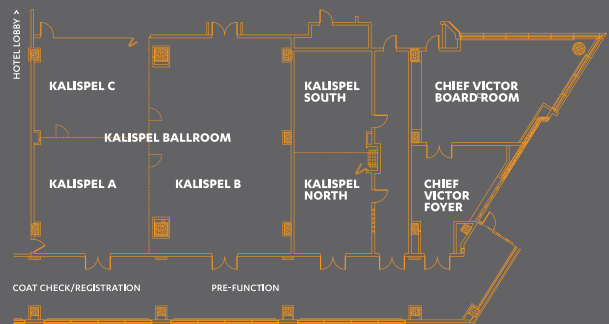 HOTEL LOBBY >
KALISPEL C
KALISPEL
SOUTH
CHIEF VICTOR
BOARD ROOM
KALISPEL BALLROOM
KALISPEL A
KALISPEL B
KALISPEL
NORTH
CHIEF
VICTOR
FOYER
COAT CHECK/REGISTRATION
PRE-FUNCTION